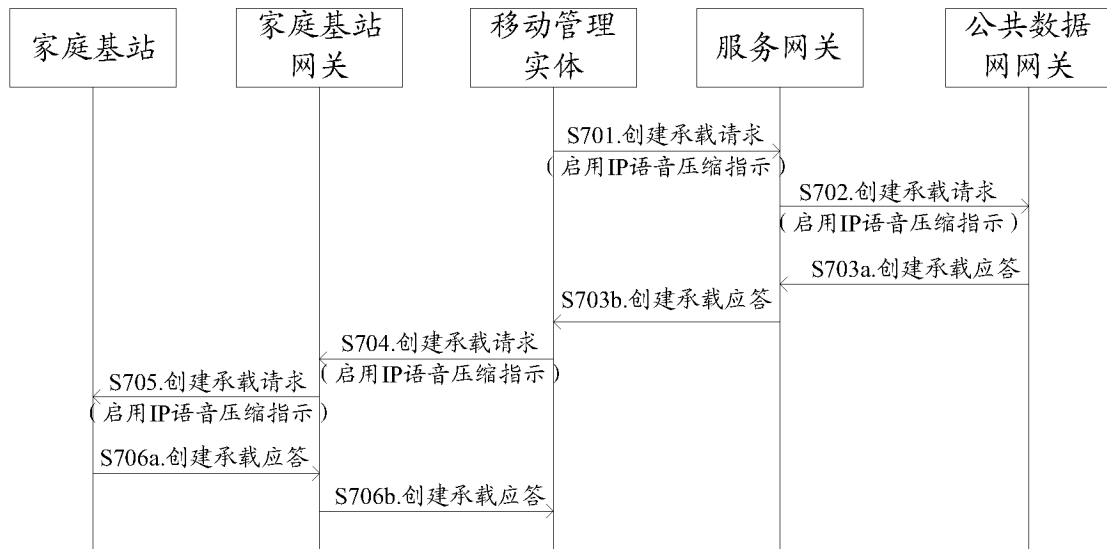 家庭基站
家庭基站
网关
移动管理
实体
服务网关
公共数据
网网关
S701.创建承载请求
(启用IP语音压缩指示)
S702.创建承载请求
(启用IP语音压缩指示)
S703a.创建承载应答
S703b.创建承载应答
S704.创建承载请求
(启用IP语音压缩指示)
S705.创建承载请求
(启用IP语音压缩指示)
S706a.创建承载应答
S706b.创建承载应答